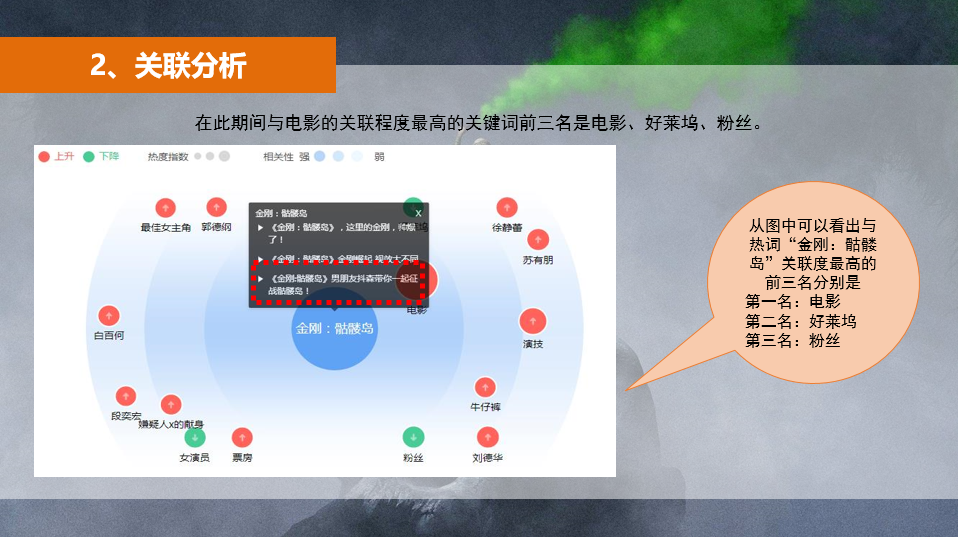 2、关联分析
在此期间与电影的关联程度最高的关键词前三名是电影、好莱坞、粉丝。
上升 下降 热度指数 相关性 强 弱
最佳女主角
郭德纲
金刚：骷髅岛 X
《金刚：骷髅岛》，这里的金刚，帅呆
了！
《金刚：骷髅岛》金刚崛起 视效大不同
《金刚:骷髅岛》男朋友抖森带你一起征
战骷髅岛！
徐静蕾
苏有朋
电影
金刚：骷髅岛
白百何
演技
段奕宏
嫌疑人x的献身
牛仔裤
女演员
票房
粉丝
刘德华
从图中可以看出与
热词“金刚：骷髅
岛”关联度最高的
前三名分别是
第一名：电影
第二名：好莱坞
第三名：粉丝